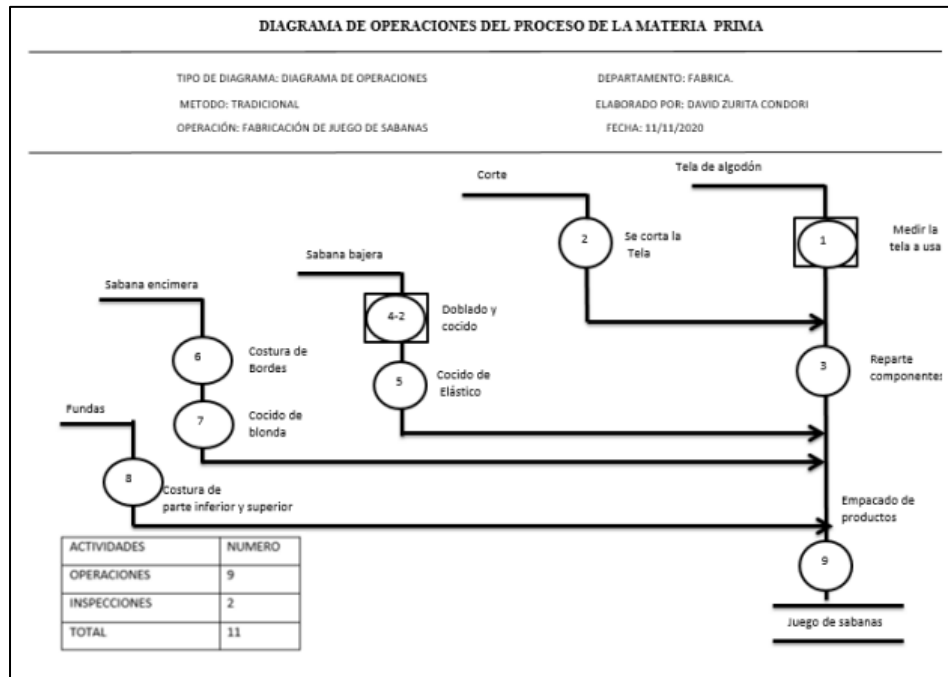 DIAGRAMA DE OPERACIONES DEL PROCESO DE LA MATERIA PRIMA
TIPO DE DIAGRAMA: DIAGRAMA DE OPERACIONES
DEPARTAMENTO: FABRICA.
METODO: TRADICIONAL
ELABORADO POR: DAVID ZURITA CONDORI
OPERACIÓN: FABRICACIÓN DE JUEGO DE SABANAS
FECHA: 11/11/2020
Tela de algodón
1
Medir la
tela a usa
Corte
2
Se corta la
Tela
3
Reparte
componentes
Sabana bajera
4-2
Doblado y
cocido
5
Cocido de
Elástico
Sabana encimera
6
Costura de
Bordes
7
Cocido de
blonda
Fundas
8
Costura de
parte inferior y superior
Empacado de
productos
9
Juego de sabanas
ACTIVIDADES NUMERO
OPERACIONES 9
INSPECCIONES 2
TOTAL 11